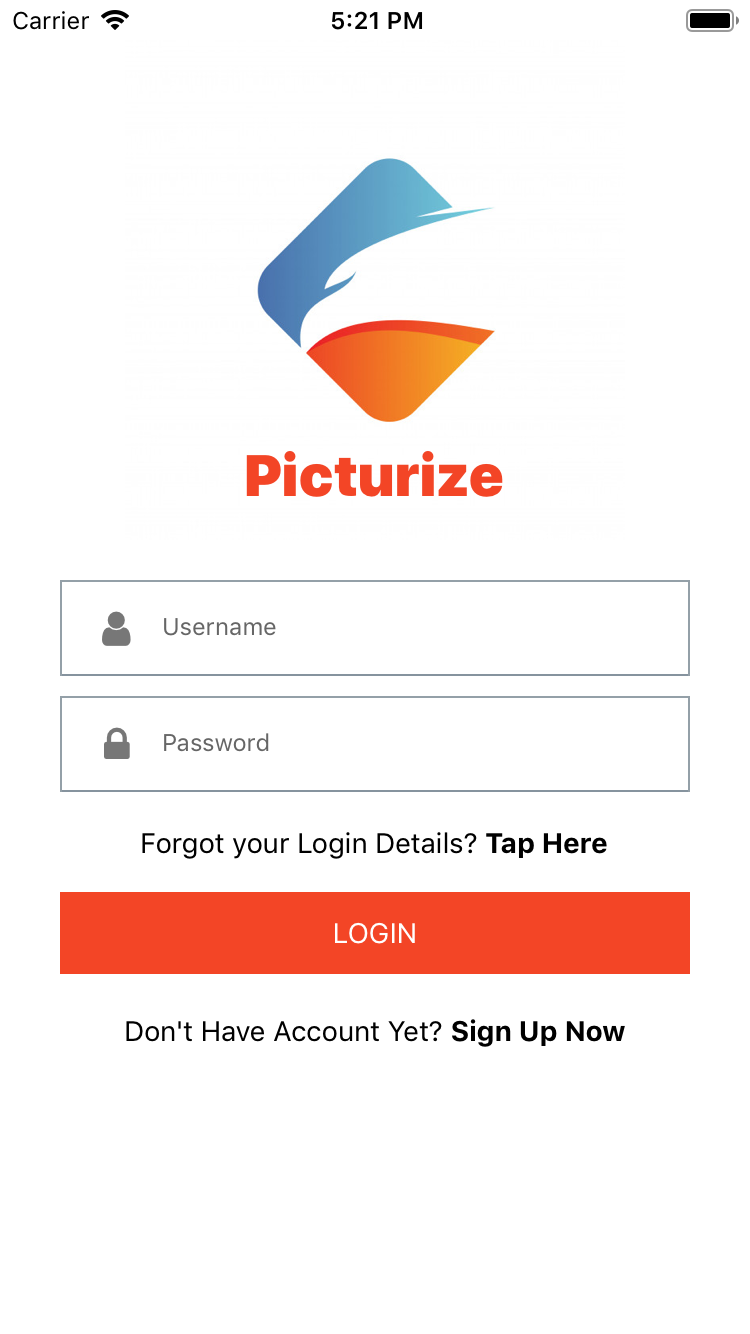 Carrier 5:21 PM
Picturize
Username
Password
Forgot your Login Details? Tap Here
LOGIN
Don't Have Account Yet? Sign Up Now